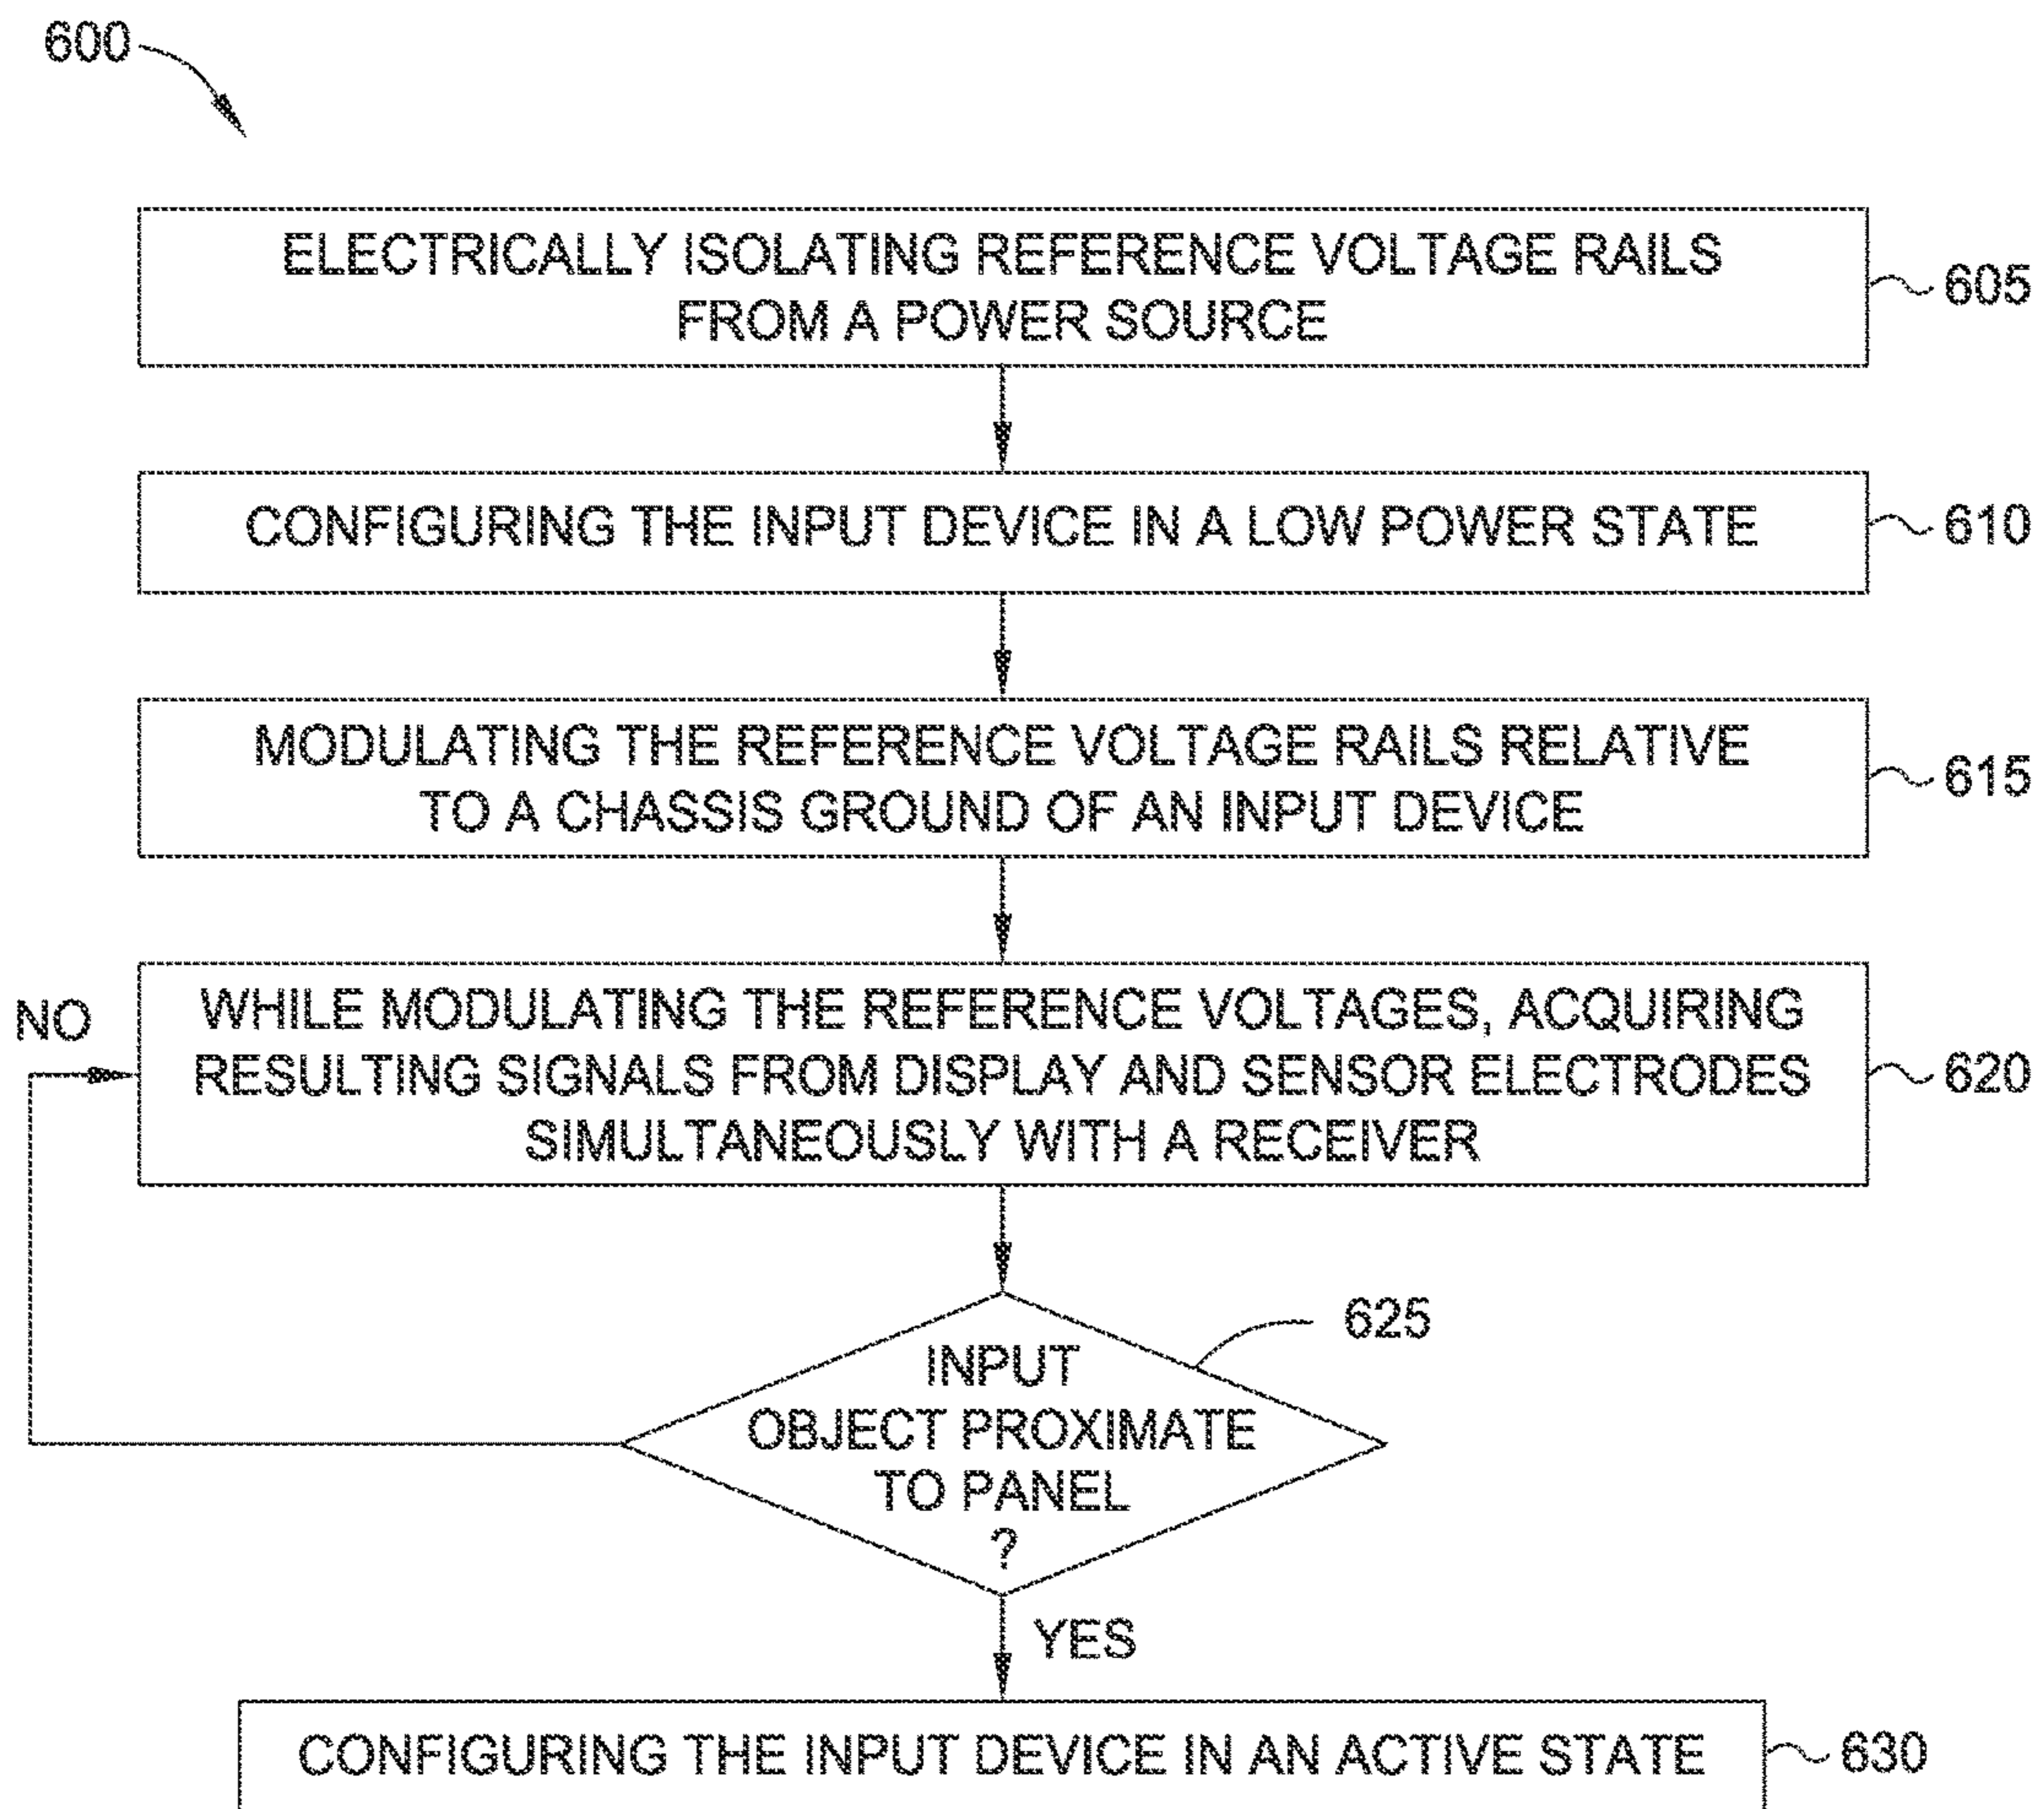 600
ELECTRICALLY ISOLATING REFERENCE VOLTAGE RAILS
FROM A POWER SOURCE
605
CONFIGURING THE INPUT DEVICE IN A LOW POWER STATE
610
MODULATING THE REFERENCE VOLTAGE RAILS RELATIVE
TO A CHASSIS GROUND OF AN INPUT DEVICE
615
NO
WHILE MODULATING THE REFERENCE VOLTAGES, ACQUIRING
RESULTING SIGNALS FROM DISPLAY AND SENSOR ELECTRODES
SIMULTANEOUSLY WITH A RECEIVER
620
625
INPUT
OBJECT PROXIMATE
TO PANEL
?
YES
CONFIGURING THE INPUT DEVICE IN AN ACTIVE STATE
630